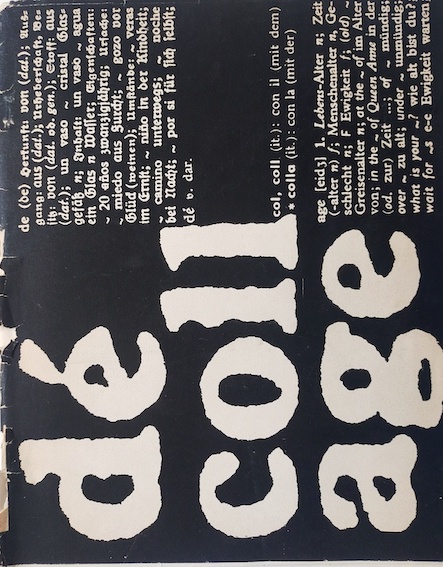 dé
de (de) Herkunft: von (dat.); Aus-
gang: aus (dat.); Urheberschaft: Be-
sitz: von (dat. od. gen.); Stoff: aus
(dat.); un vaso ~ cristal Glas-
gefäß n; Inhalt: un vaso ~ agua
ein Glas n Wasser; Eigenschaften:
~ 20 años zwanzigjährig; Ursache:
~ miedo aus Furcht; ~ gozo vor
Glück (weinen); Umstände: ~ veras
im Ernst; ~ niño in der Kindheit;
~ camino unterwegs; ~ noche
bei Nacht; ~ por si für sich selbst;
dé v. dar.
coll
col, coll (it.): con il (mit dem)
* colla (it.): con la (mit der)
age
age [eidʒ] 1. Lebens-Alter n; Zeit
(-alter n) f; Menschenalter n, Ge-
schlecht n; F Ewigkeit f; (old) ~
Greisenalter n; at the ~ of im Alter
von; in the ~ of Queen Anne in der
(od. zur) Zeit ...; of ~ mündig;
over ~ zu alt; under ~ unmündig;
what is your ~? wie alt bist du?;
wait for ~s e-e Ewigkeit warten;